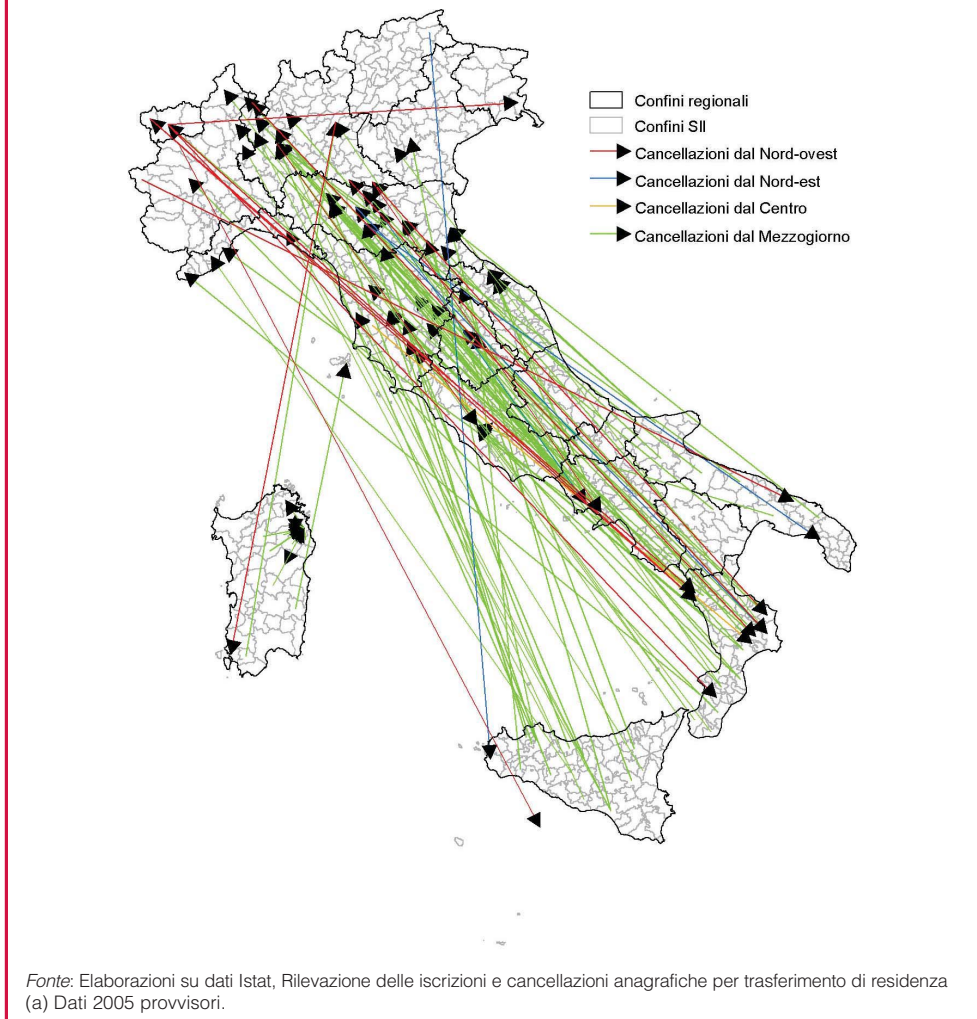 Confini regionali
Confini Sll
Cancellazioni dal Nord-ovest
Cancellazioni dal Nord-est
Cancellazioni dal Centro
Cancellazioni dal Mezzogiorno
Fonte: Elaborazioni su dati Istat, Rilevazione delle iscrizioni e cancellazioni anagrafiche per trasferimento di residenza
(a) Dati 2005 provvisori.